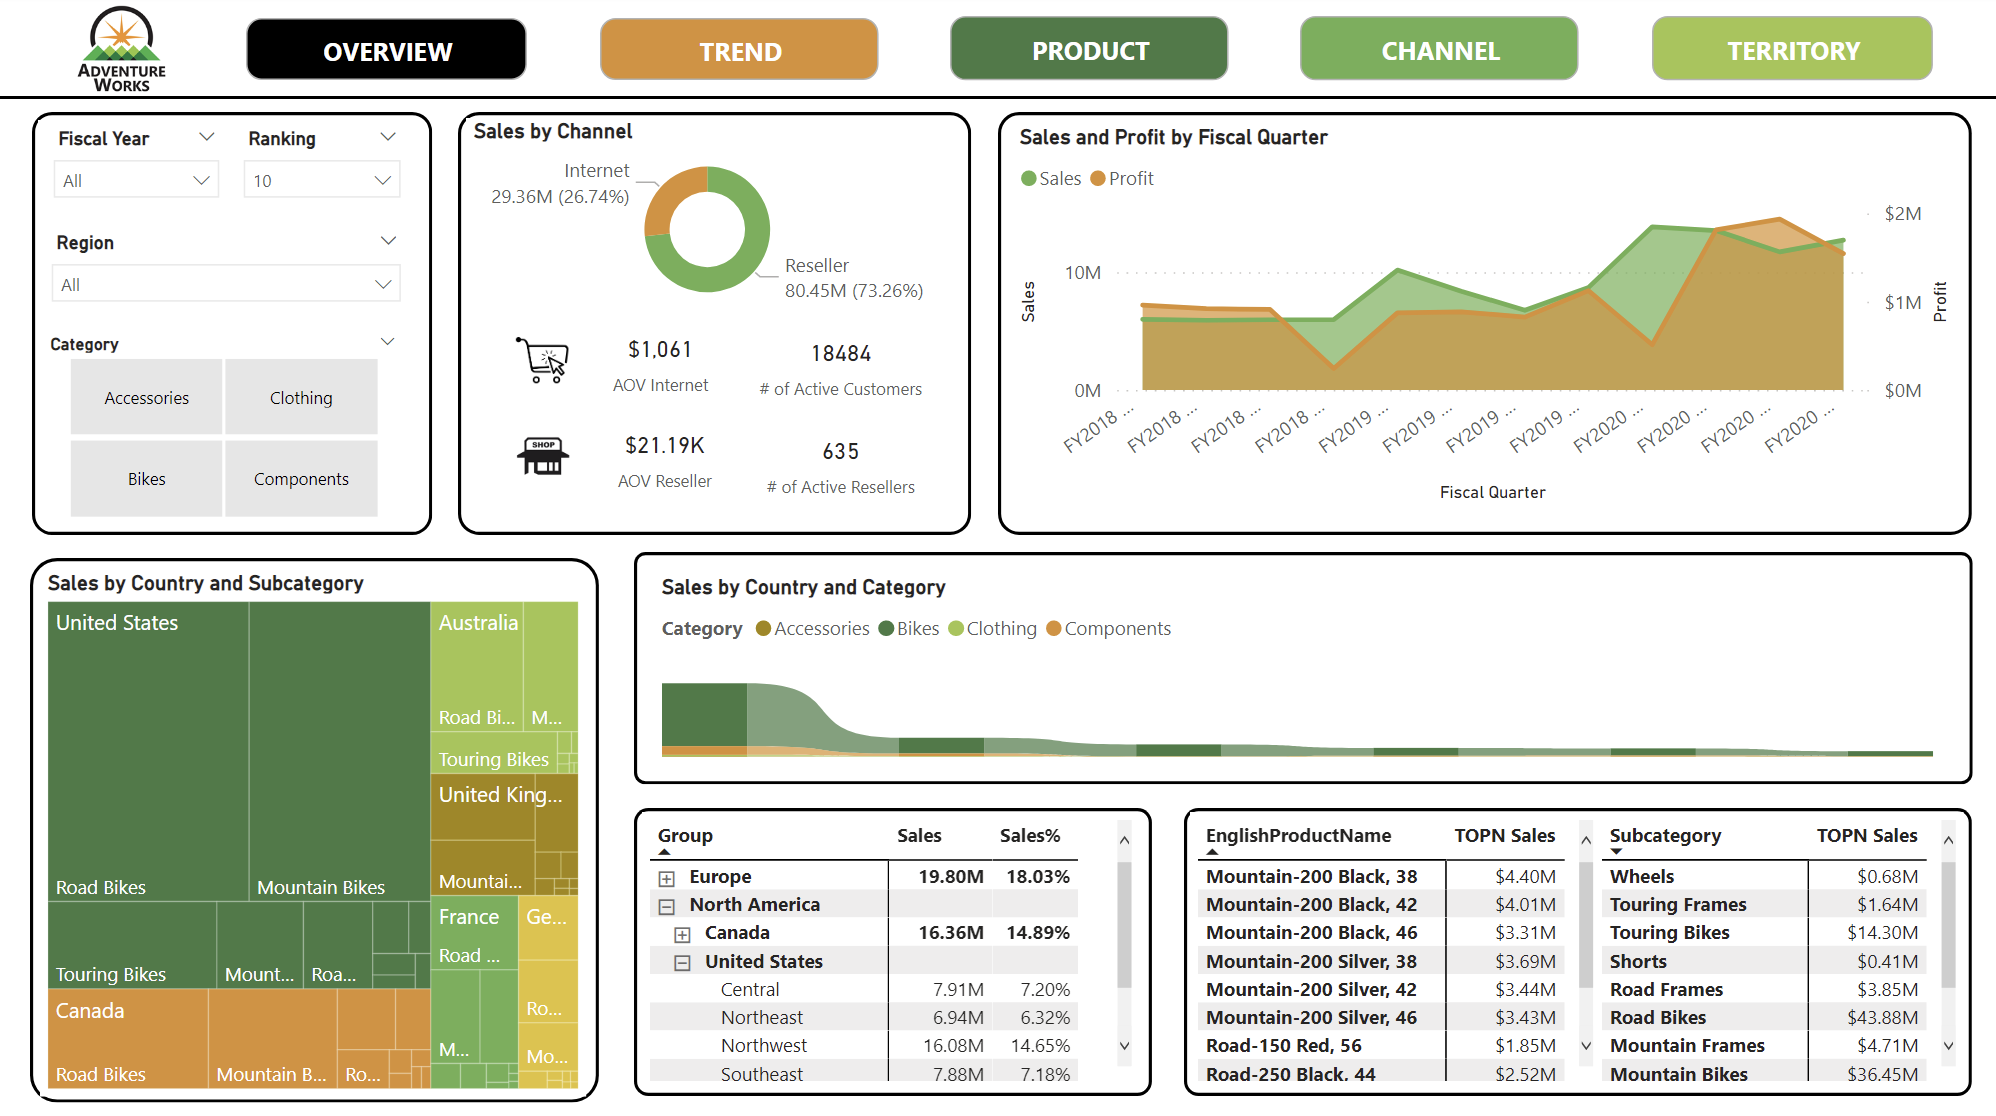 ADVENTURE
WORKS
OVERVIEW
TREND
PRODUCT
CHANNEL
TERRITORY
Fiscal Year
Ranking
All
10
Region
All
Category
Accessories
Clothing
Bikes
Components
Sales by Channel
Internet
29.36M (26.74%)
Reseller
80.45M (73.26%)
$1,061
AOV Internet
18484
# of Active Customers
SHOP
$21.19K
AOV Reseller
635
# of Active Resellers
Sales and Profit by Fiscal Quarter
Sales Profit
$2M
10M
$1M
0M
$0M
Sales
Profit
FY2018 ...
FY2018 ...
FY2018 ...
FY2018 ...
FY2019 ...
FY2019 ...
FY2019 ...
FY2019 ...
FY2020 ...
FY2020 ...
FY2020 ...
FY2020 ...
Fiscal Quarter
Sales by Country and Subcategory
United States
Road Bikes
Mountain Bikes
Touring Bikes
Mount...
Roa...
Canada
Road Bikes
Mountain B...
Ro...
Australia
Road Bi...
M...
Touring Bikes
United King...
Mountai...
France
Road ...
M...
Ge...
Ro...
Mo...
Sales by Country and Category
Category Accessories Bikes Clothing Components
Group Sales Sales%
Europe 19.80M 18.03%
North America
Canada 16.36M 14.89%
United States
Central 7.91M 7.20%
Northeast 6.94M 6.32%
Northwest 16.08M 14.65%
Southeast 7.88M 7.18%
EnglishProductName TOPN Sales
Mountain-200 Black, 38 $4.40M
Mountain-200 Black, 42 $4.01M
Mountain-200 Black, 46 $3.31M
Mountain-200 Silver, 38 $3.69M
Mountain-200 Silver, 42 $3.44M
Mountain-200 Silver, 46 $3.43M
Road-150 Red, 56 $1.85M
Road-250 Black, 44 $2.52M
Subcategory TOPN Sales
Wheels $0.68M
Touring Frames $1.64M
Touring Bikes $14.30M
Shorts $0.41M
Road Frames $3.85M
Road Bikes $43.88M
Mountain Frames $4.71M
Mountain Bikes $36.45M